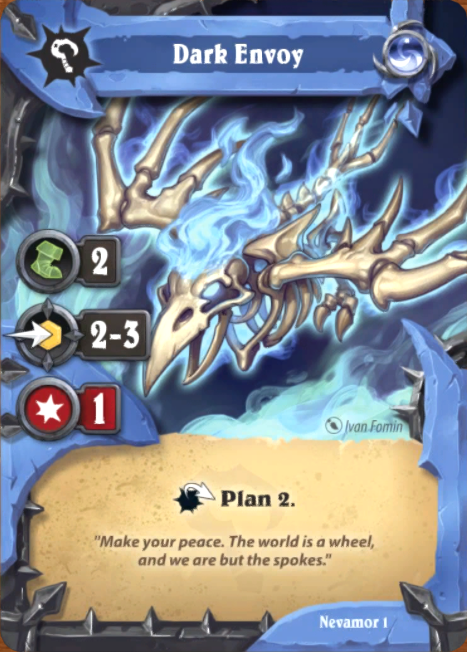 Dark Envoy
2
2-3
1
Ivan Fomin
Plan 2.
"Make your peace. The world is a wheel,
and we are but the spokes."
Nevamor 1